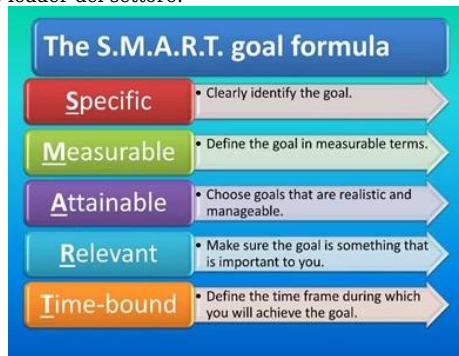 The S.M.A.R.T. goal formula
Specific
• Clearly identify the goal.
Measurable
• Define the goal in measurable terms.
Attainable
• Choose goals that are realistic and
manageable.
Relevant
• Make sure the goal is something that
is important to you.
Time-bound
• Define the time frame during which
you will achieve the goal.